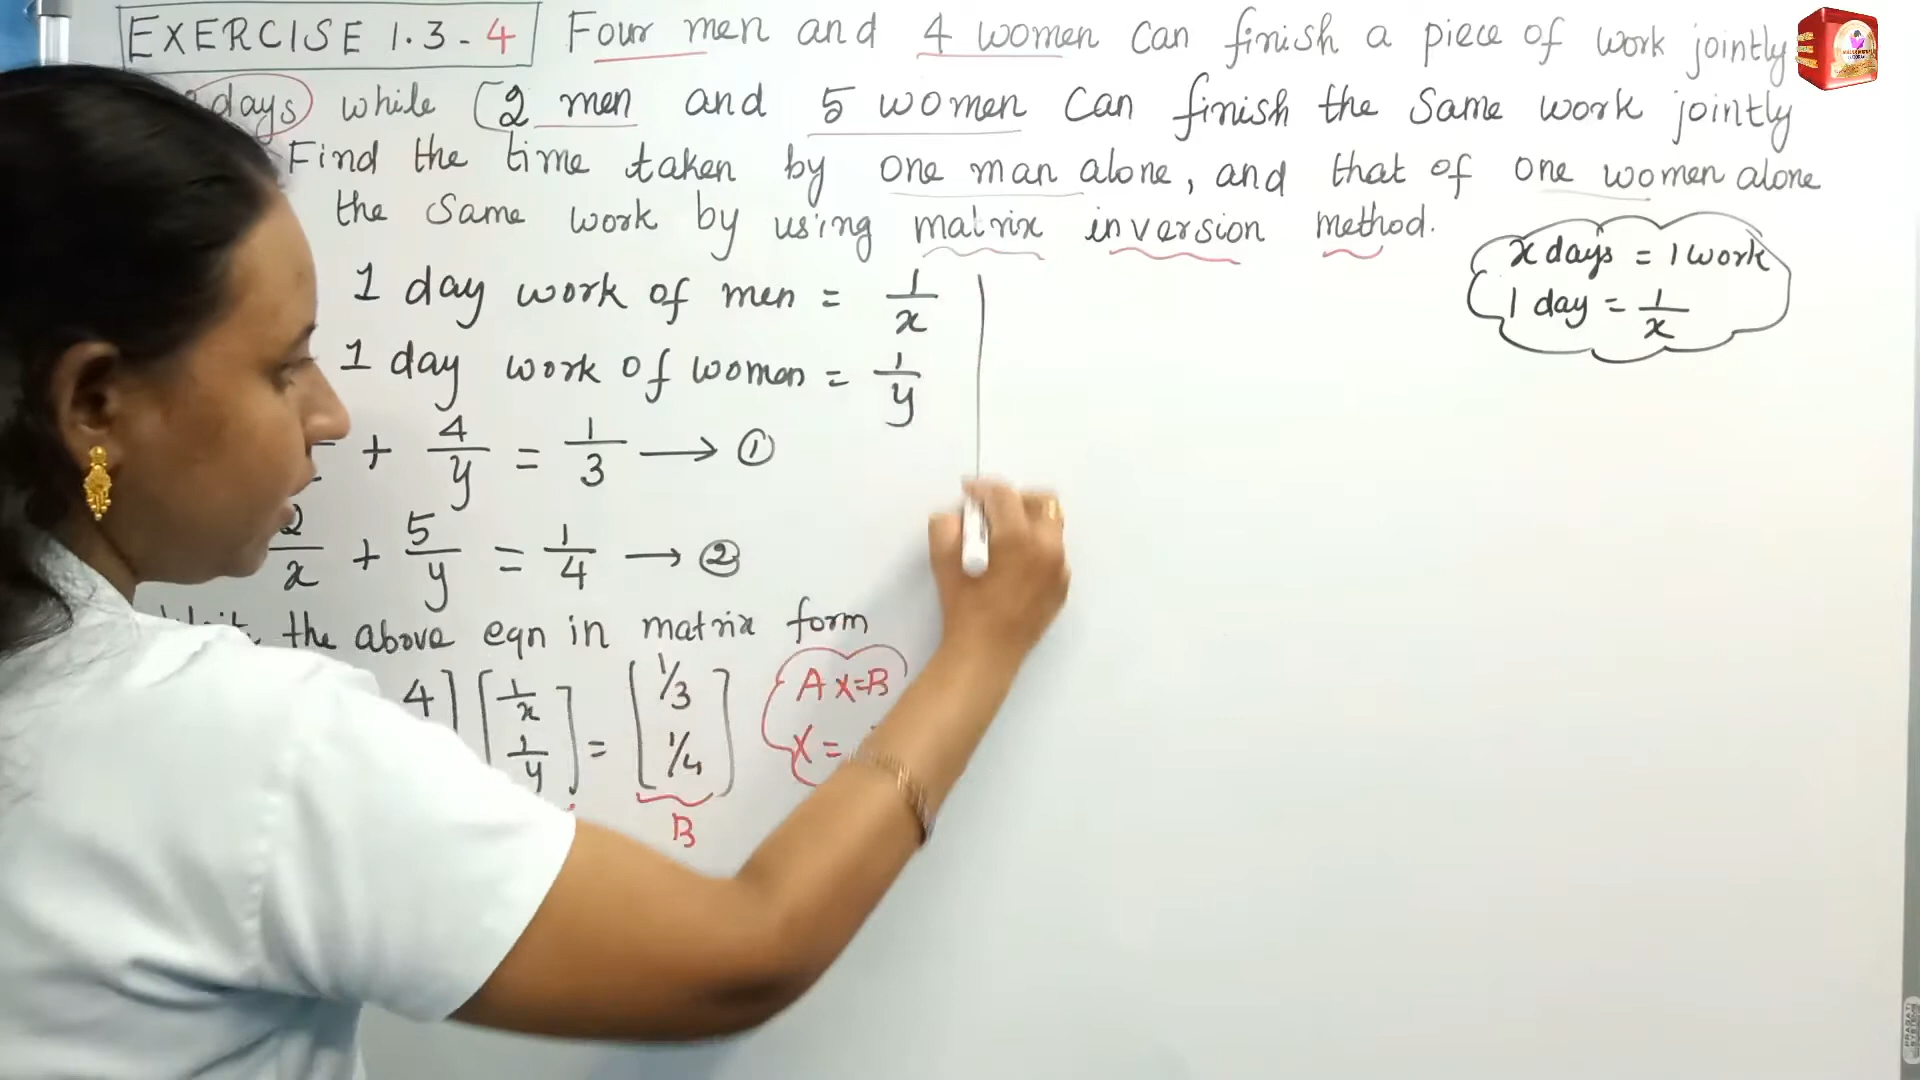 EXERCISE 1.3-4 Four men and 4 women can finish a piece of work jointly
days while 2 men and 5 women can finish the same work jointly
Find the time taken by one man alone, and that of one women alone
the same work by using matrix inversion method.
x days = 1 work
1 day = 1/x
1 day work of men = 1/x
1 day work of women = 1/y
+ 4/y = 1/3 → ①
2/x + 5/y = 1/4 → ②
the above eqn in matrix form
4] [1/x 1/y] = [1/3 1/4]
AX=B
X =
B